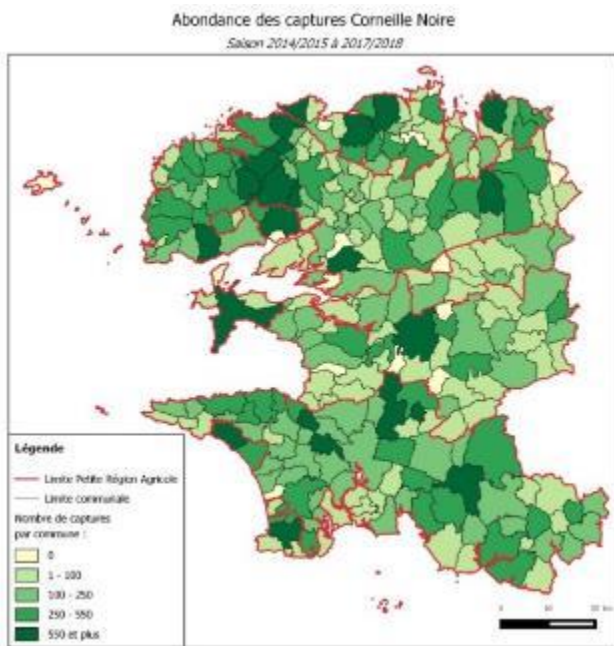 Abondance des captures Corneille Noire
Saison 2014/2015 à 2017/2018
Légende
Limite Petite Région Agricole
Limite communale
Nombre de captures
par commune :
0
1 - 100
100 - 250
250 - 550
550 et plus
0